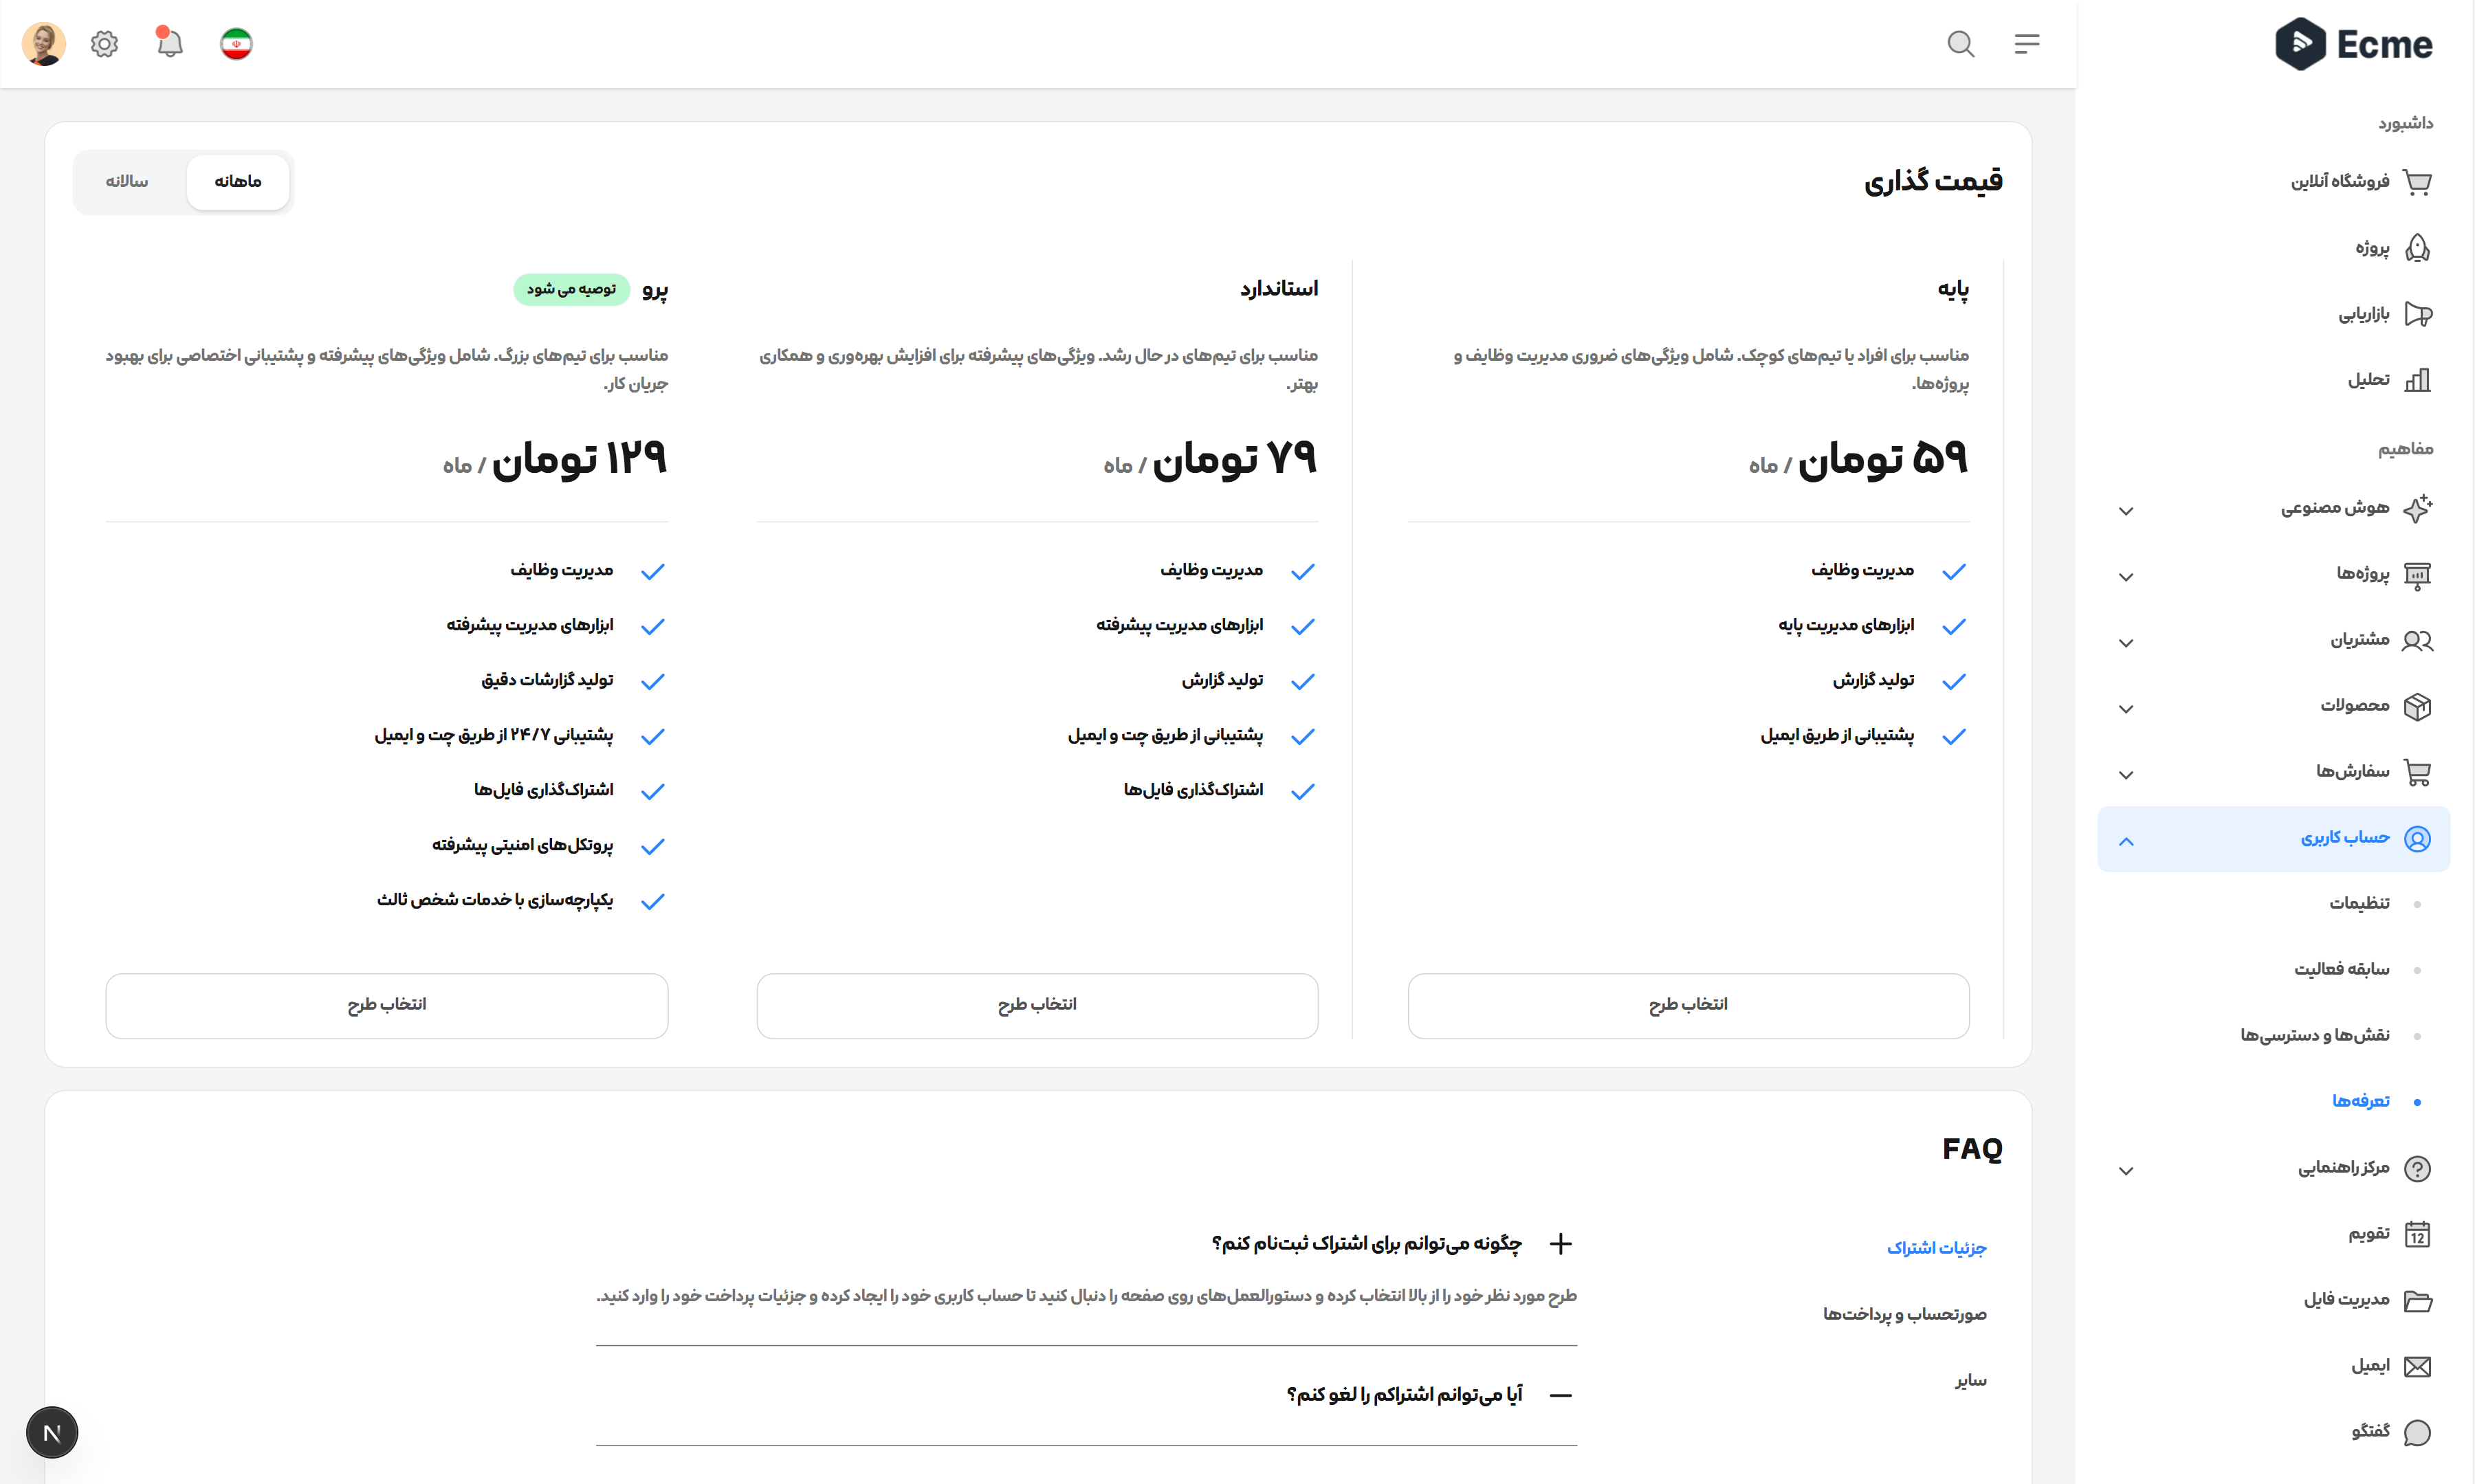 Ecme
داشبورد
فروشگاه آنلاین
پروژه
بازاریابی
تحلیل
مفاهیم
هوش مصنوعی
پروژه‌ها
مشتریان
محصولات
سفارش‌ها
حساب کاربری
تنظیمات
سابقه فعالیت
نقش‌ها و دسترسی‌ها
تعرفه‌ها
مرکز راهنمایی
تقویم
12
مدیریت فایل
ایمیل
گفتگو
قیمت گذاری
ماهانه
سالانه
پایه
مناسب برای افراد یا تیم‌های کوچک. شامل ویژگی‌های ضروری مدیریت وظایف و
پروژه‌ها.
۵۹ تومان / ماه
مدیریت وظایف
ابزارهای مدیریت پایه
تولید گزارش
پشتیبانی از طریق ایمیل
انتخاب طرح
استاندارد
مناسب برای تیم‌های در حال رشد. ویژگی‌های پیشرفته برای افزایش بهره‌وری و همکاری
بهتر.
۷۹ تومان / ماه
مدیریت وظایف
ابزارهای مدیریت پیشرفته
تولید گزارش
پشتیبانی از طریق چت و ایمیل
اشتراک‌گذاری فایل‌ها
انتخاب طرح
پرو
توصیه می شود
مناسب برای تیم‌های بزرگ. شامل ویژگی‌های پیشرفته و پشتیبانی اختصاصی برای بهبود
جریان کار.
۱۲۹ تومان / ماه
مدیریت وظایف
ابزارهای مدیریت پیشرفته
تولید گزارشات دقیق
پشتیبانی ۲۴/۷ از طریق چت و ایمیل
اشتراک‌گذاری فایل‌ها
پروتکل‌های امنیتی پیشرفته
یکپارچه‌سازی با خدمات شخص ثالث
انتخاب طرح
FAQ
جزئیات اشتراک
صورتحساب و پرداخت‌ها
سایر
چگونه می‌توانم برای اشتراک ثبت‌نام کنم؟
طرح مورد نظر خود را از بالا انتخاب کرده و دستورالعمل‌های روی صفحه را دنبال کنید تا حساب کاربری خود را ایجاد کرده و جزئیات پرداخت خود را وارد کنید.
آیا می‌توانم اشتراکم را لغو کنم؟
N